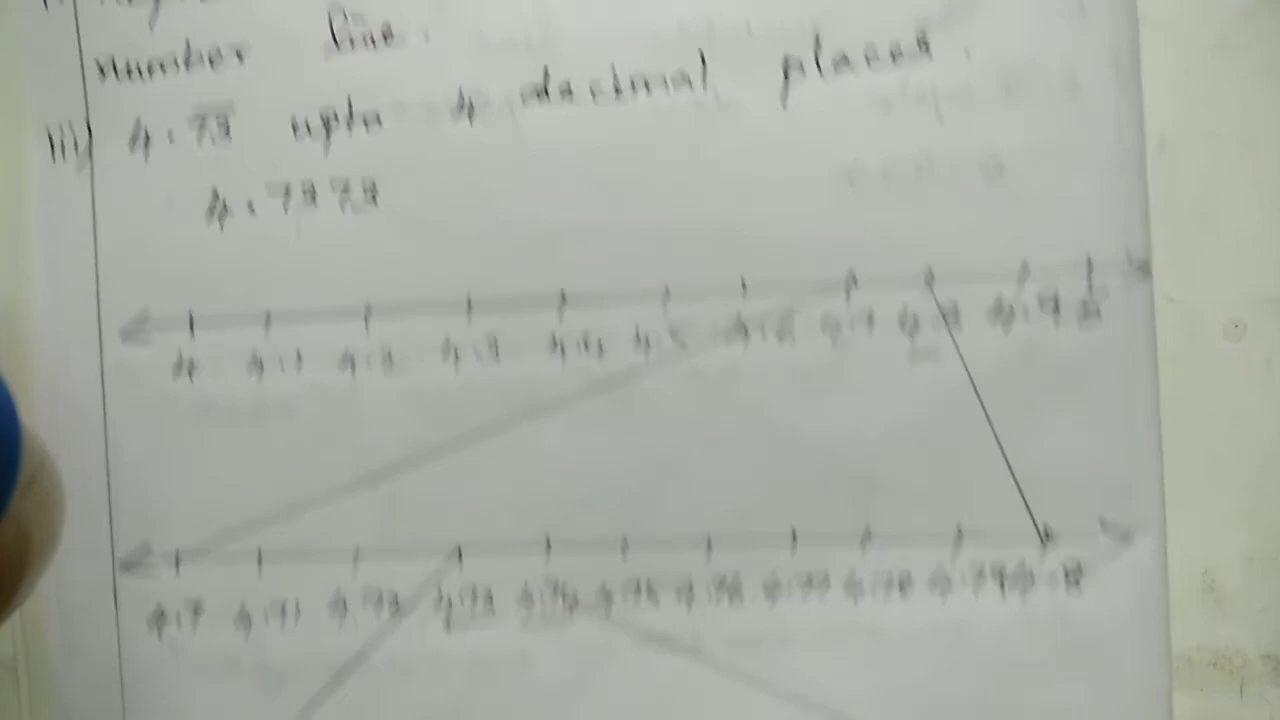 number line.
iii) 4.7̅3̅ upto 4 decimal places.
4.7373
4 4.1 4.2 4.3 4.4 4.5 4.6 4.7 4.8 4.9 5
4.7 4.71 4.72 4.73 4.74 4.75 4.76 4.77 4.78 4.79 4.8